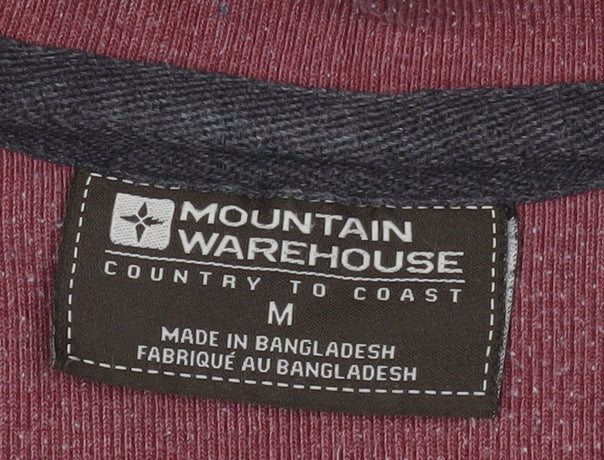 MOUNTAIN
WAREHOUSE
COUNTRY TO COAST
M
MADE IN BANGLADESH
FABRIQUÉ AU BANGLADESH